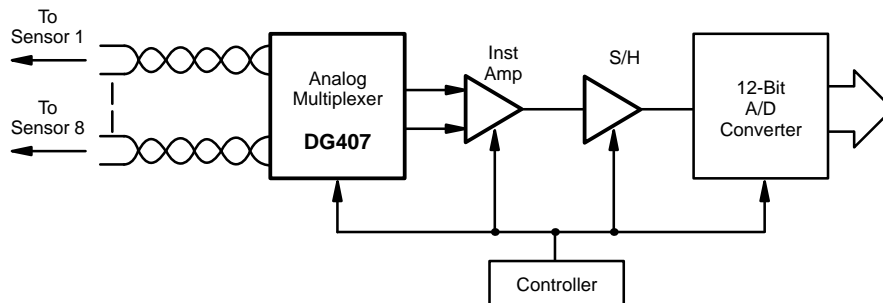 To
Sensor 1
To
Sensor 8
Analog
Multiplexer
DG407
Inst
Amp
S/H
12-Bit
A/D
Converter
Controller